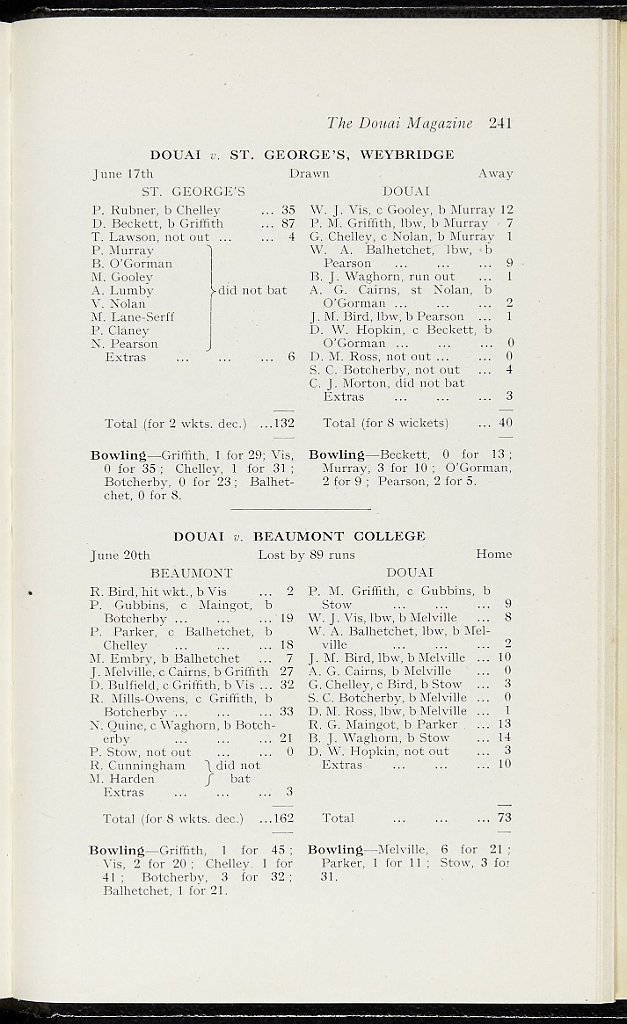 The Douai Magazine 241
DOUAI v. ST. GEORGE'S, WEYBRIDGE
June 17th Drawn Away
ST. GEORGE'S
P. Rubner, b Chelley ... 35
D. Beckett, b Griffith ... 87
T. Lawson, not out ... ... 4
P. Murray
B. O'Gorman
M. Gooley
A. Lumby did not bat
V. Nolan
M. Lane-Serff
P. Claney
N. Pearson
Extras ... ... ... 6
Total (for 2 wkts. dec.) ...132
Bowling—Griffith, 1 for 29; Vis,
0 for 35; Chelley, 1 for 31;
Botcherby, 0 for 23; Balhet-
chet, 0 for 8.
DOUAI
W. J. Vis, c Gooley, b Murray 12
P. M. Griffith, lbw, b Murray 7
G. Chelley, c Nolan, b Murray 1
W. A. Balhetchet, lbw, b
Pearson ... ... ... 9
B. J. Waghorn, run out ... 1
A. G. Cairns, st Nolan, b
O'Gorman ... ... ... 2
J. M. Bird, lbw, b Pearson ... 1
D. W. Hopkin, c Beckett, b
O'Gorman ... ... ... 0
D. M. Ross, not out ... ... 0
S. C. Botcherby, not out ... 4
C. J. Morton, did not bat
Extras ... ... ... 3
Total (for 8 wickets) ... 40
Bowling—Beckett, 0 for 13;
Murray, 3 for 10; O'Gorman,
2 for 9; Pearson, 2 for 5.
DOUAI v. BEAUMONT COLLEGE
June 20th Lost by 89 runs Home
BEAUMONT
R. Bird, hit wkt., b Vis ... 2
P. Gubbins, c Maingot, b
Botcherby ... ... ... 19
P. Parker, c Balhetchet, b
Chelley ... ... ... 18
M. Embry, b Balhetchet ... 7
J. Melville, c Cairns, b Griffith 27
D. Bulfield, c Griffith, b Vis ... 32
R. Mills-Owens, c Griffith, b
Botcherby ... ... ... 33
N. Quine, c Waghorn, b Botch-
erby ... ... ... 21
P. Stow, not out ... ... 0
R. Cunningham did not
M. Harden bat
Extras ... ... ... 3
Total (for 8 wkts. dec.) ...162
Bowling—Griffith, 1 for 45;
Vis, 2 for 20; Chelley 1 for
41; Botcherby, 3 for 32;
Balhetchet, 1 for 21.
DOUAI
P. M. Griffith, c Gubbins, b
Stow ... ... ... 9
W. J. Vis, lbw, b Melville ... 8
W. A. Balhetchet, lbw, b Mel-
ville ... ... ... 2
J. M. Bird, lbw, b Melville ... 10
A. G. Cairns, b Melville ... 0
G. Chelley, c Bird, b Stow ... 3
S. C. Botcherby, b Melville ... 0
D. M. Ross, lbw, b Melville ... 1
R. G. Maingot, b Parker ... 13
B. J. Waghorn, b Stow ... 14
D. W. Hopkin, not out ... 3
Extras ... ... ... 10
Total ... ... ... 73
Bowling—Melville, 6 for 21;
Parker, 1 for 11; Stow, 3 for
31.